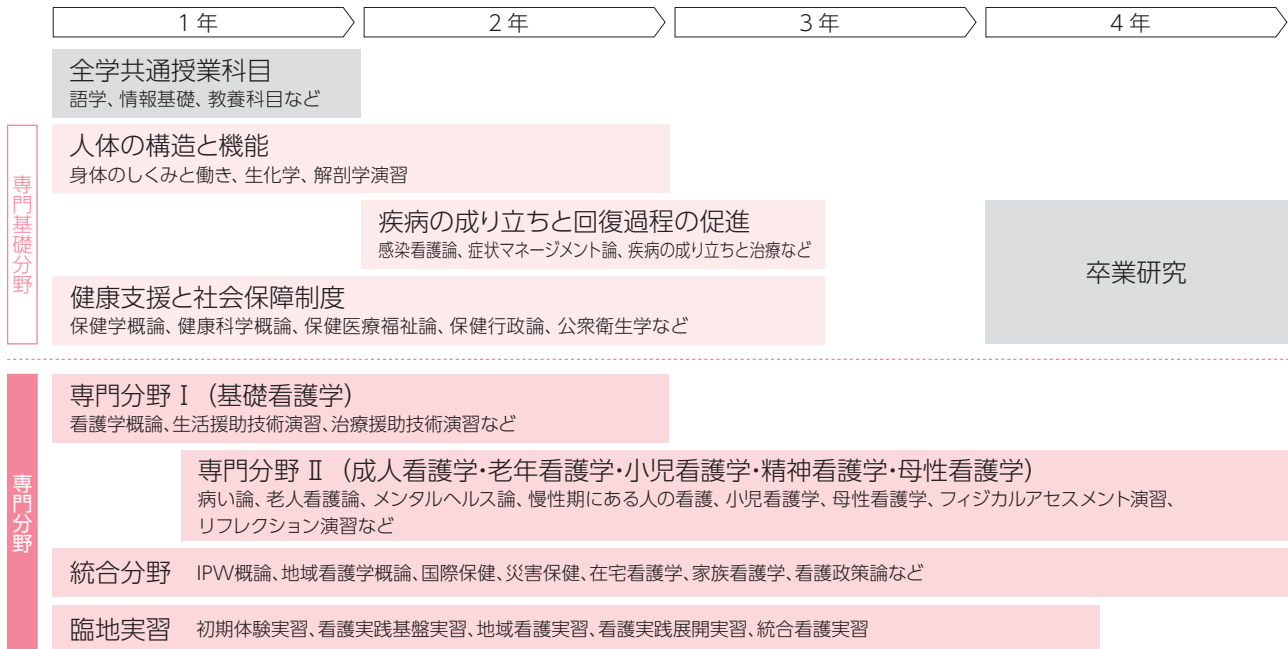 1年 2年 3年 4年
全学共通授業科目
語学、情報基礎、教養科目など
専門基礎分野
人体の構造と機能
身体のしくみと働き、生化学、解剖学演習
疾病の成り立ちと回復過程の促進
感染看護論、症状マネージメント論、疾病の成り立ちと治療など
卒業研究
健康支援と社会保障制度
保健学概論、健康科学概論、保健医療福祉論、保健行政論、公衆衛生学など
専門分野
専門分野Ⅰ（基礎看護学）
看護学概論、生活援助技術演習、治療援助技術演習など
専門分野Ⅱ（成人看護学・老年看護学・小児看護学・精神看護学・母性看護学）
病い論、老人看護論、メンタルヘルス論、慢性期にある人の看護、小児看護学、母性看護学、フィジカルアセスメント演習、
リフレクション演習など
統合分野 IPW概論、地域看護学概論、国際保健、災害保健、在宅看護学、家族看護学、看護政策論など
臨地実習 初期体験実習、看護実践基盤実習、地域看護実習、看護実践展開実習、統合看護実習